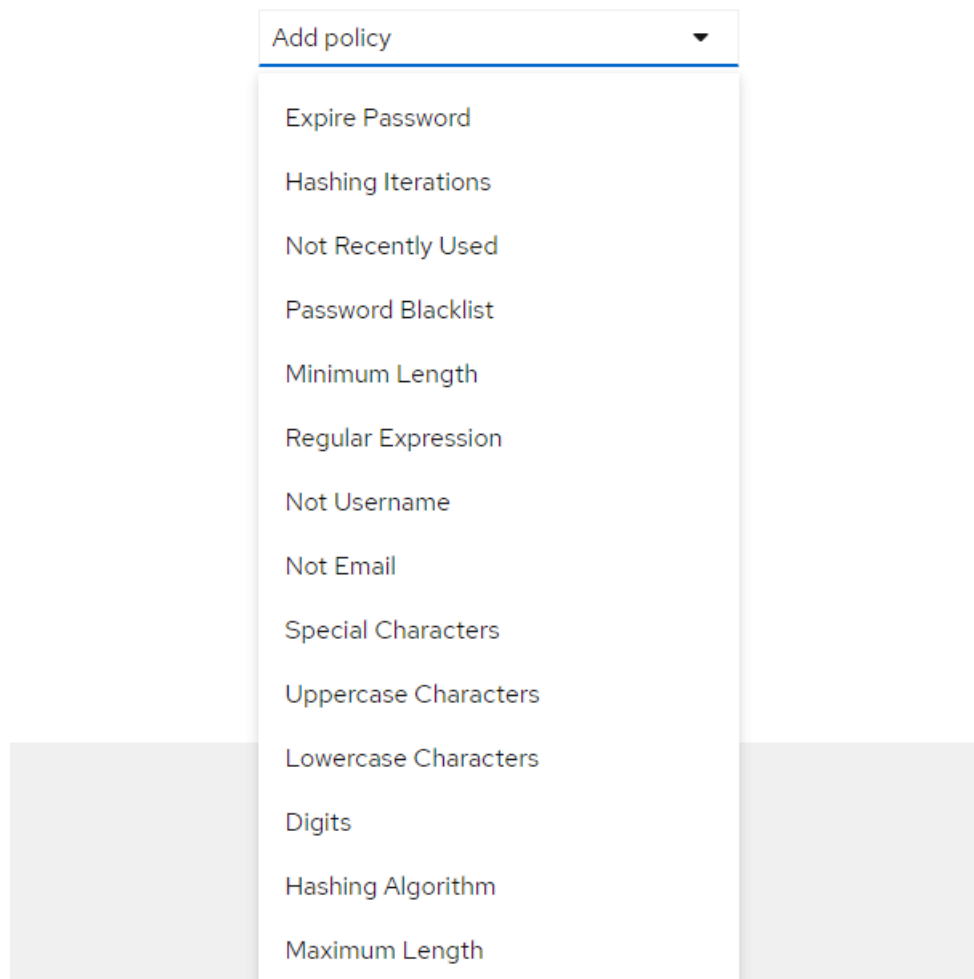 Add policy
Expire Password
Hashing Iterations
Not Recently Used
Password Blacklist
Minimum Length
Regular Expression
Not Username
Not Email
Special Characters
Uppercase Characters
Lowercase Characters
Digits
Hashing Algorithm
Maximum Length